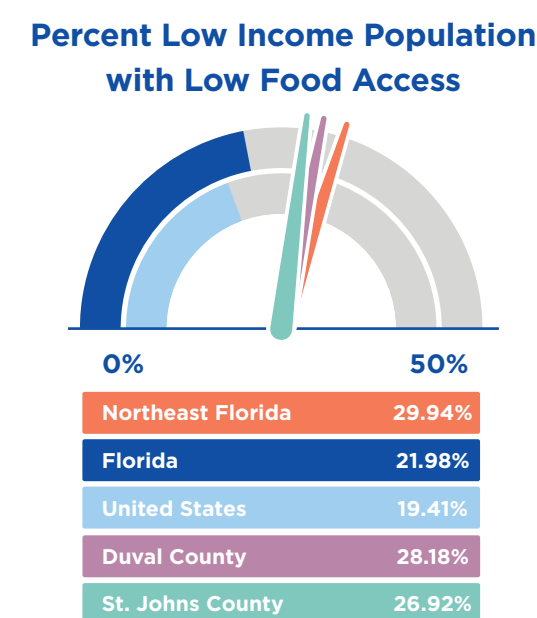 Percent Low Income Population
with Low Food Access
0% 50%
Northeast Florida 29.94%
Florida 21.98%
United States 19.41%
Duval County 28.18%
St. Johns County 26.92%